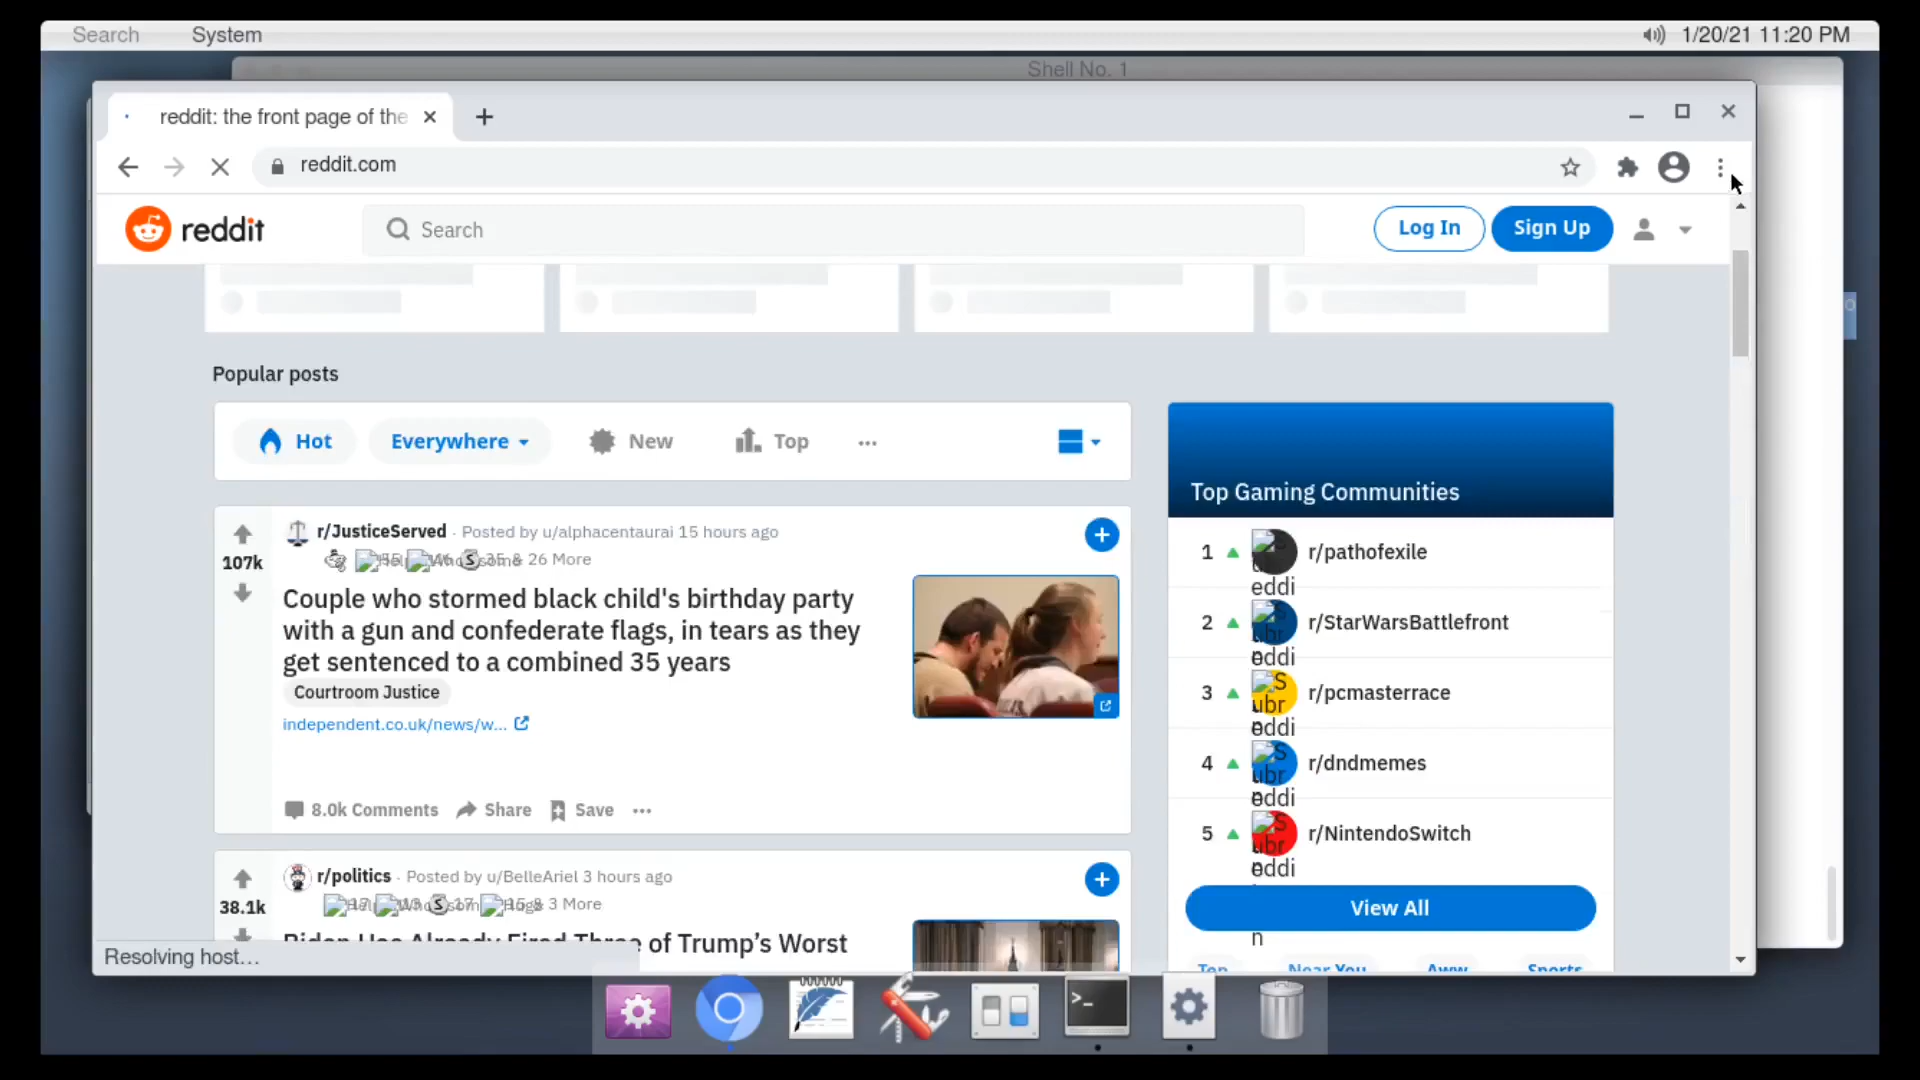 Search System 1/20/21 11:20 PM
Shell No. 1
reddit: the front page of the
reddit.com
reddit Search Log In Sign Up
Popular posts
Hot Everywhere New Top
r/JusticeServed · Posted by u/alphacentaurai 15 hours ago
107k
& 26 More
Couple who stormed black child's birthday party
with a gun and confederate flags, in tears as they
get sentenced to a combined 35 years
Courtroom Justice
independent.co.uk/news/w...
8.0k Comments Share Save
r/politics · Posted by u/BelleAriel 3 hours ago
38.1k
& 3 More
of Trump's Worst
Top Gaming Communities
1 r/pathofexile
eddi
2 r/StarWarsBattlefront
eddi
3 r/pcmasterrace
eddi
4 r/dndmemes
eddi
5 r/NintendoSwitch
eddi
View All
n
Top Near You Aww Sports
Resolving host...